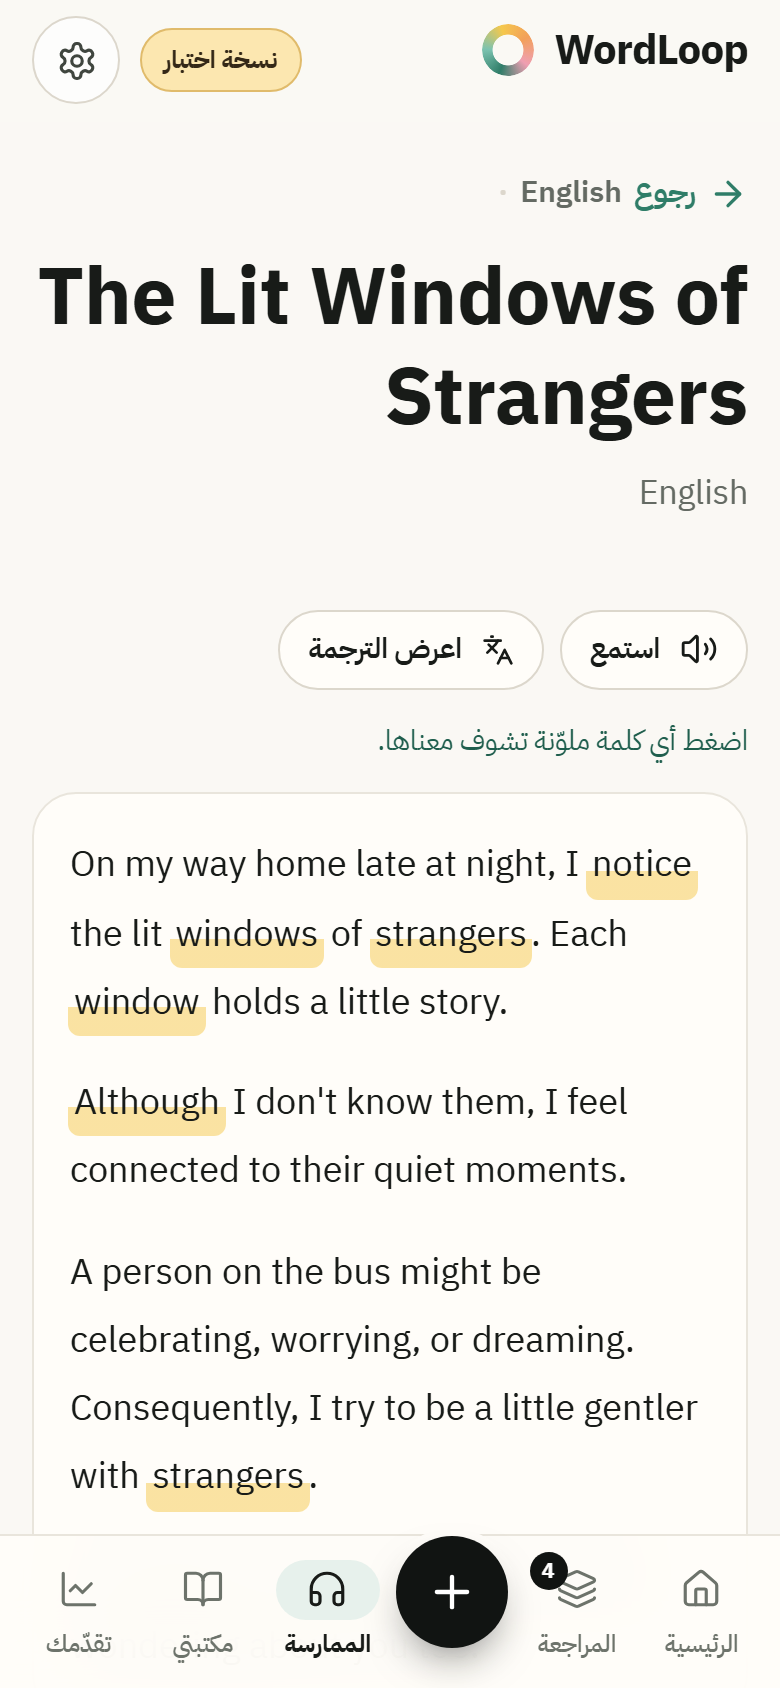 WordLoop
نسخة اختبار
رجوع English ·
The Lit Windows of
Strangers
English
استمع
اعرض الترجمة
اضغط أي كلمة ملوّنة تشوف معناها.
On my way home late at night, I notice
the lit windows of strangers. Each
window holds a little story.
Although I don't know them, I feel
connected to their quiet moments.
A person on the bus might be
celebrating, worrying, or dreaming.
Consequently, I try to be a little gentler
with strangers.
الرئيسية
4
المراجعة
الممارسة
مكتبتي
تقدّمك